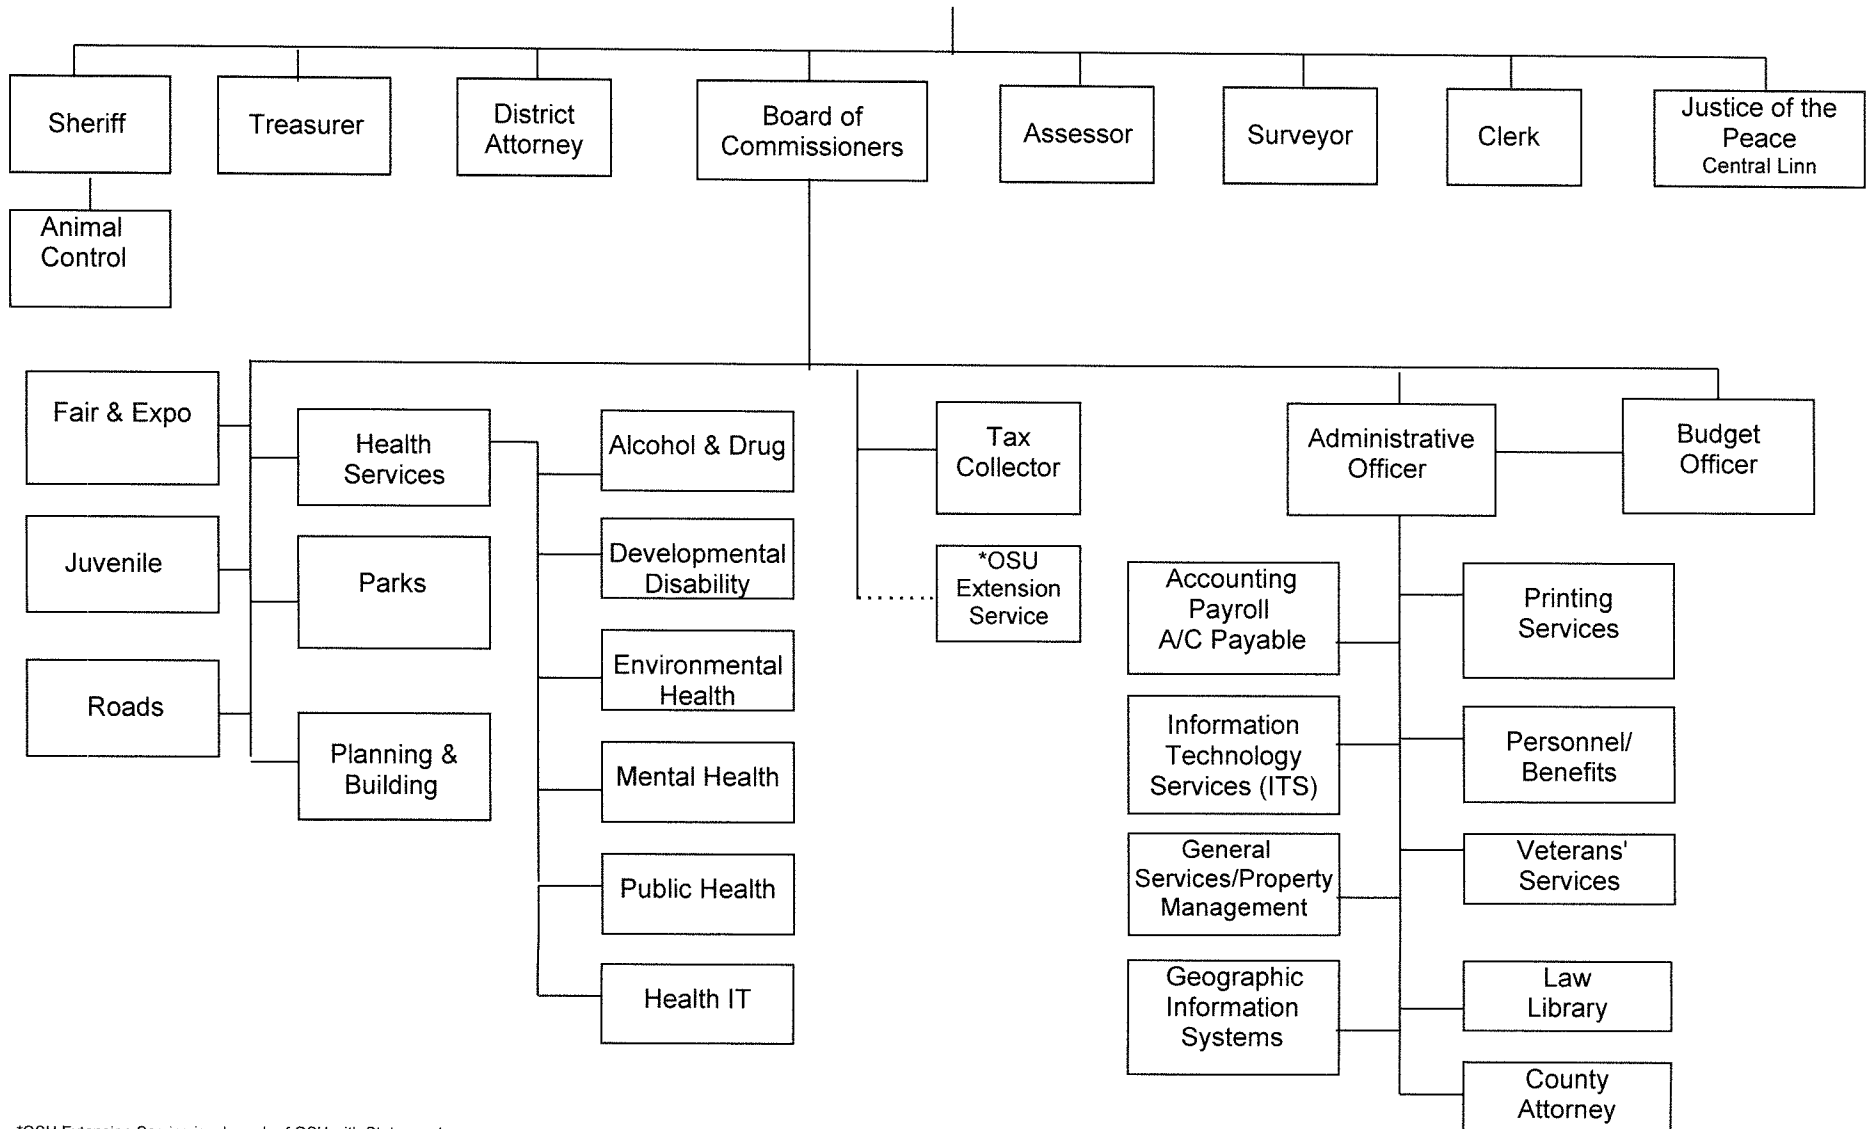 Sheriff
Treasurer
District
Attorney
Board of
Commissioners
Assessor
Surveyor
Clerk
Justice of the
Peace
Central Linn
Animal
Control
Fair & Expo
Juvenile
Roads
Health
Services
Parks
Planning &
Building
Alcohol & Drug
Developmental
Disability
Environmental
Health
Mental Health
Public Health
Health IT
Tax
Collector
*OSU
Extension
Service
Administrative
Officer
Budget
Officer
Accounting
Payroll
A/C Payable
Information
Technology
Services (ITS)
General
Services/Property
Management
Geographic
Information
Systems
Printing
Services
Personnel/
Benefits
Veterans'
Services
Law
Library
County
Attorney